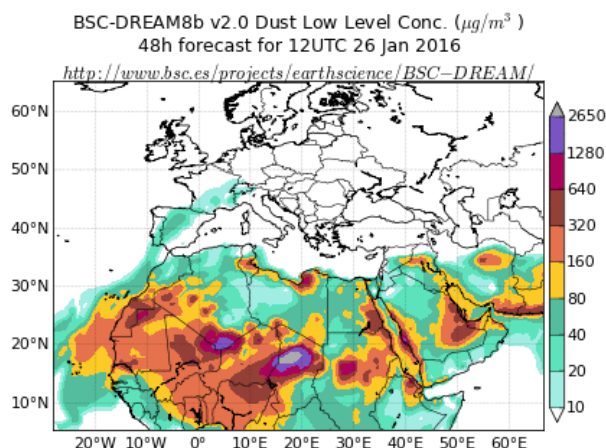 BSC-DREAM8b v2.0 Dust Low Level Conc. (μg/m³ )
48h forecast for 12UTC 26 Jan 2016
http://www.bsc.es/projects/earthscience/BSC−DREAM/
60°N
50°N
40°N
30°N
20°N
10°N
20°W 10°W 0° 10°E 20°E 30°E 40°E 50°E 60°E
2650
1280
640
320
160
80
40
20
10